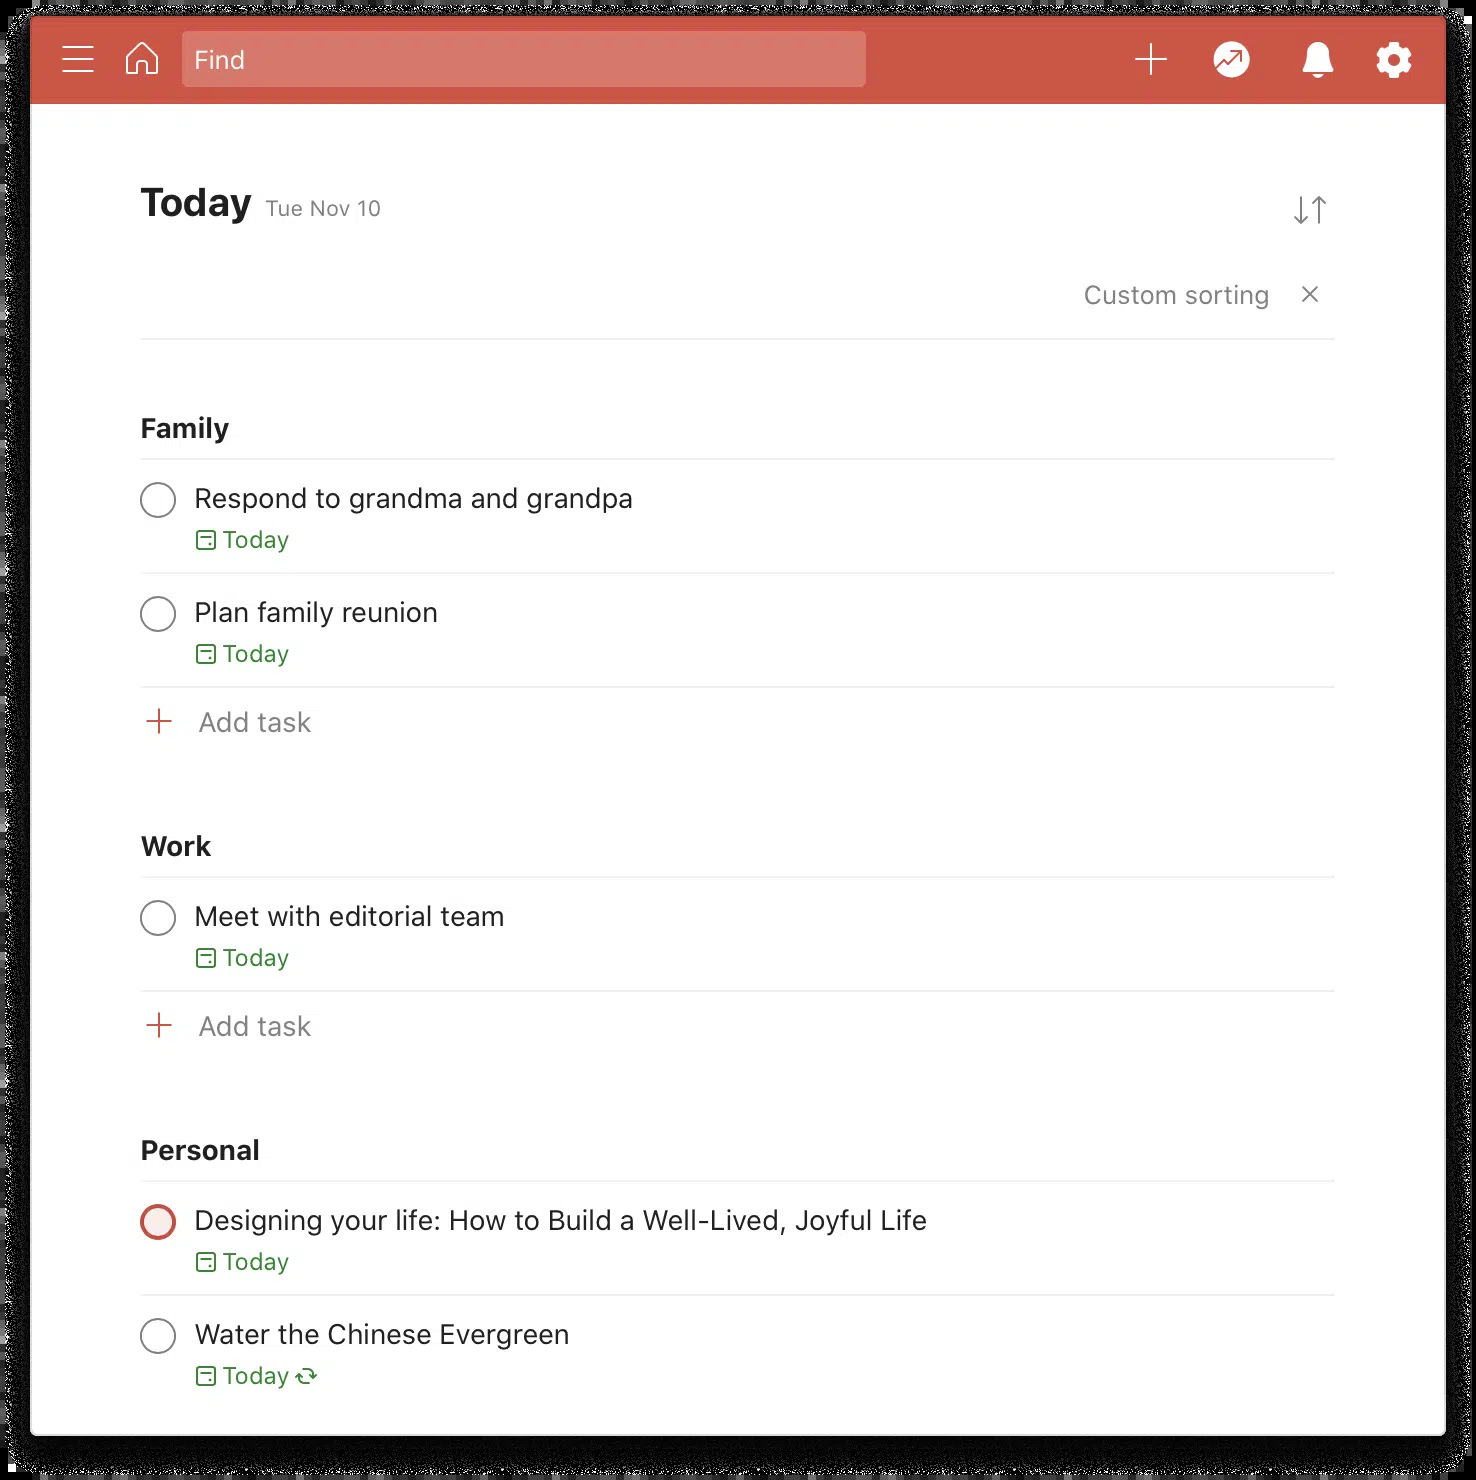 Find
Today Tue Nov 10
Custom sorting
Family
Respond to grandma and grandpa
Today
Plan family reunion
Today
Add task
Work
Meet with editorial team
Today
Add task
Personal
Designing your life: How to Build a Well-Lived, Joyful Life
Today
Water the Chinese Evergreen
Today